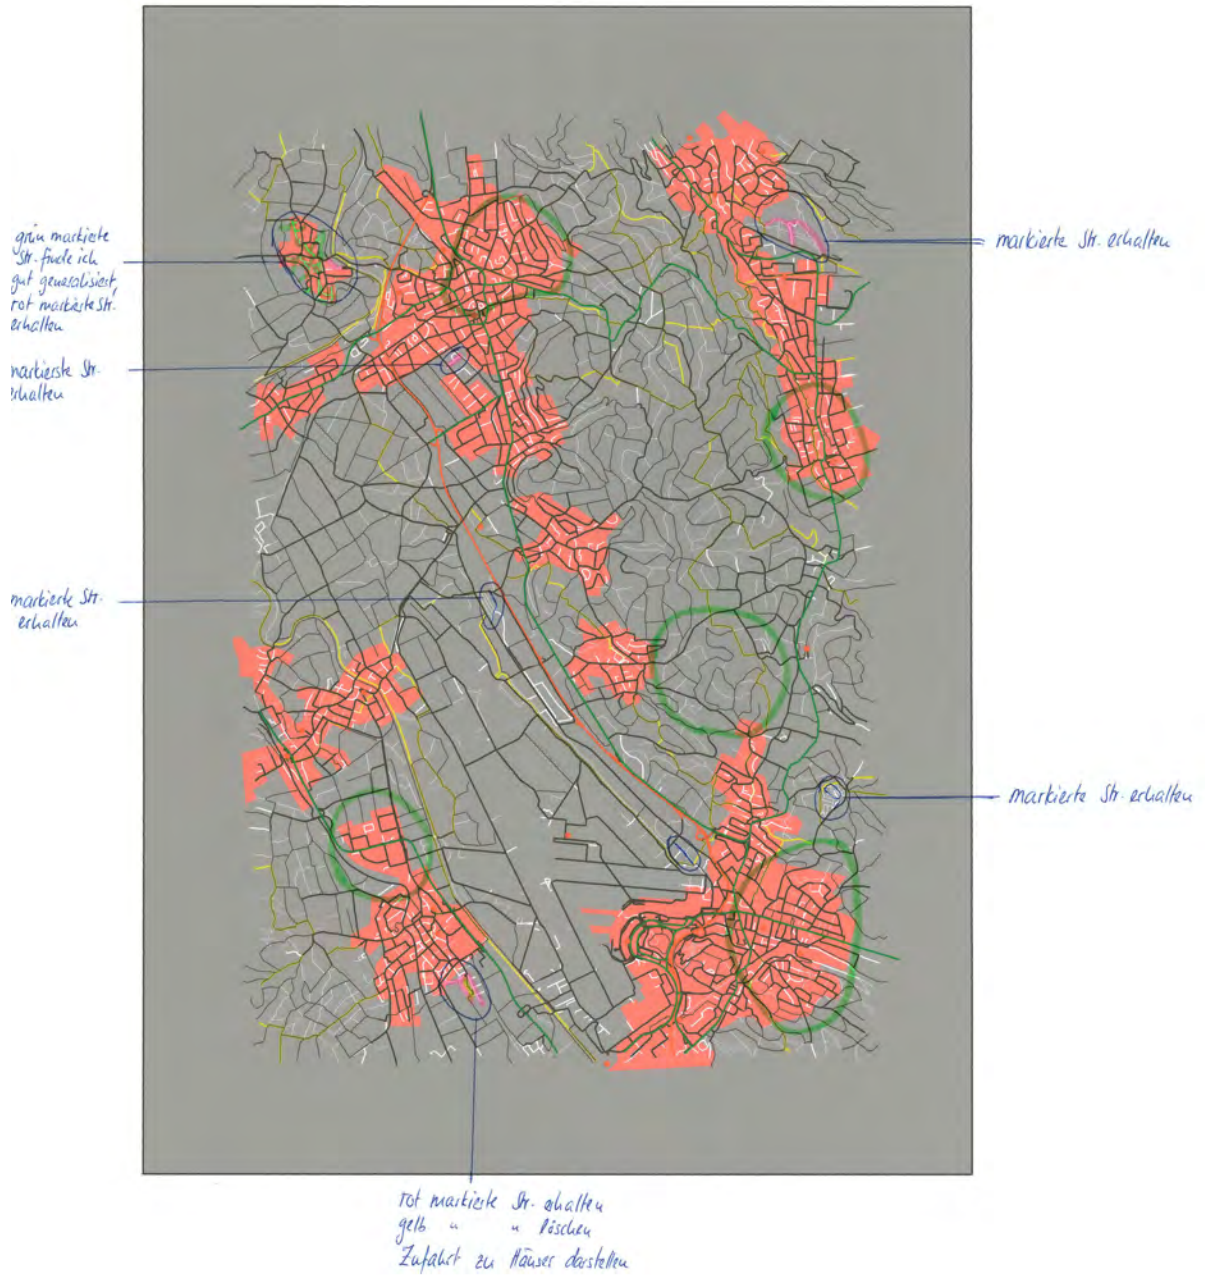 grün markierte
Str. finde ich
gut generalisiert,
rot markierte Str.
erhalten
markierste Str.
erhalten
markierte Str.
erhalten
markierte Str. erhalten
markierte Str. erhalten
rot markierte Str. erhalten
gelb " " löschen
Zufahrt zu Häuser darstellen